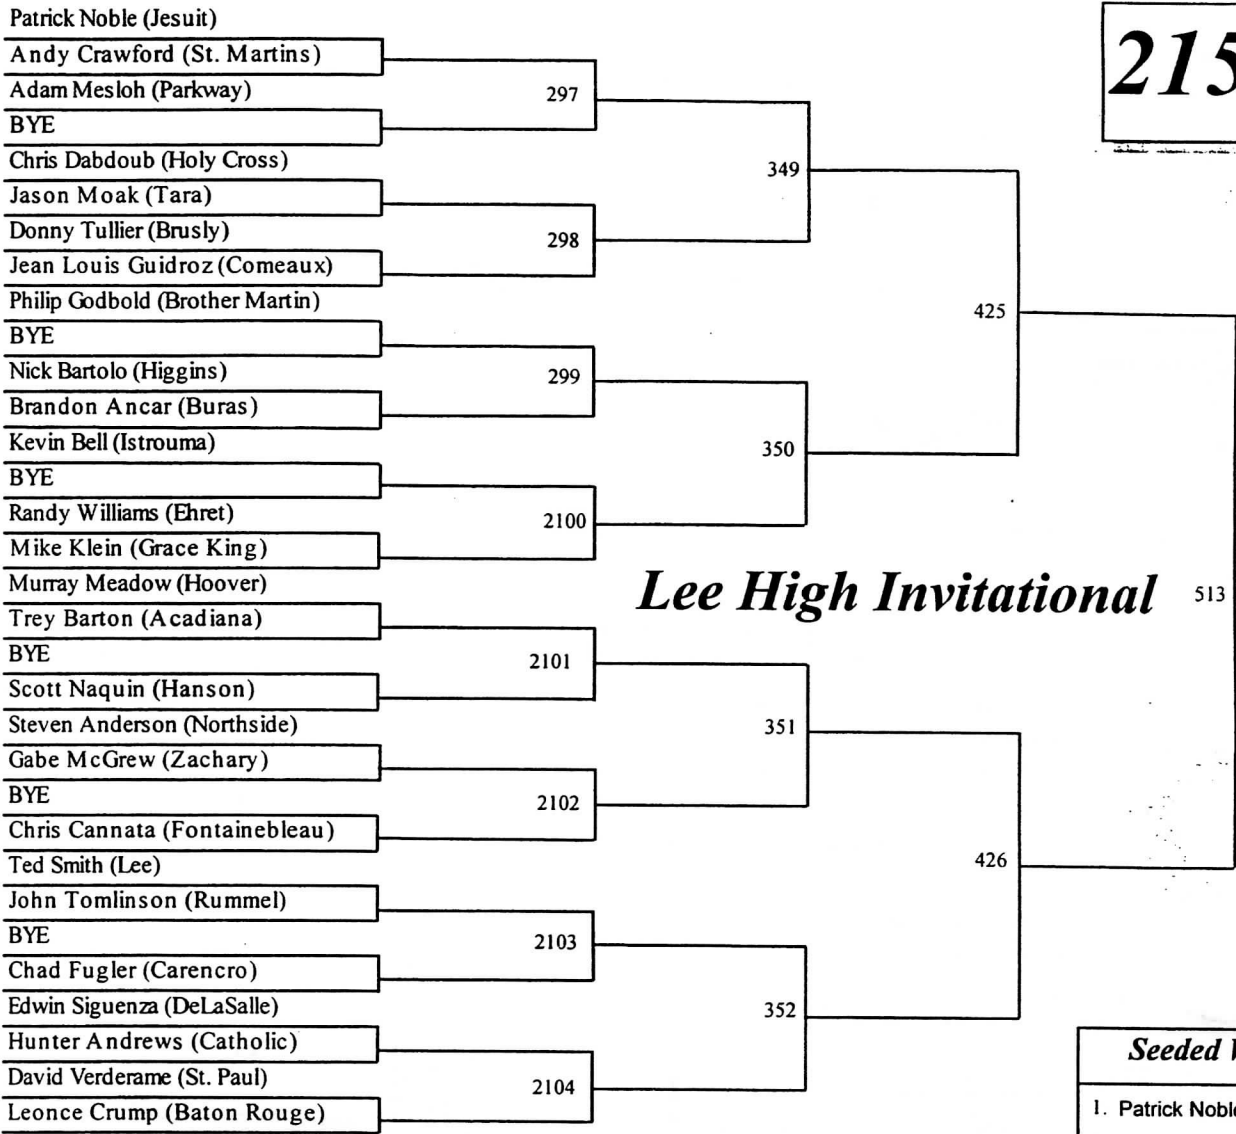 Patrick Noble (Jesuit)
Andy Crawford (St. Martins)
Adam Mesloh (Parkway)
BYE
Chris Dabdoub (Holy Cross)
Jason Moak (Tara)
Donny Tullier (Brusly)
Jean Louis Guidroz (Comeaux)
Philip Godbold (Brother Martin)
BYE
Nick Bartolo (Higgins)
Brandon Ancar (Buras)
Kevin Bell (Istrouma)
BYE
Randy Williams (Ehret)
Mike Klein (Grace King)
Murray Meadow (Hoover)
Trey Barton (Acadiana)
BYE
Scott Naquin (Hanson)
Steven Anderson (Northside)
Gabe McGrew (Zachary)
BYE
Chris Cannata (Fontainebleau)
Ted Smith (Lee)
John Tomlinson (Rummel)
BYE
Chad Fugler (Carencro)
Edwin Siguenza (DeLaSalle)
Hunter Andrews (Catholic)
David Verderame (St. Paul)
Leonce Crump (Baton Rouge)
297
298
299
2100
2101
2102
2103
2104
349
350
351
352
425
426
513
215
Lee High Invitational
Seeded
1. Patrick Noble